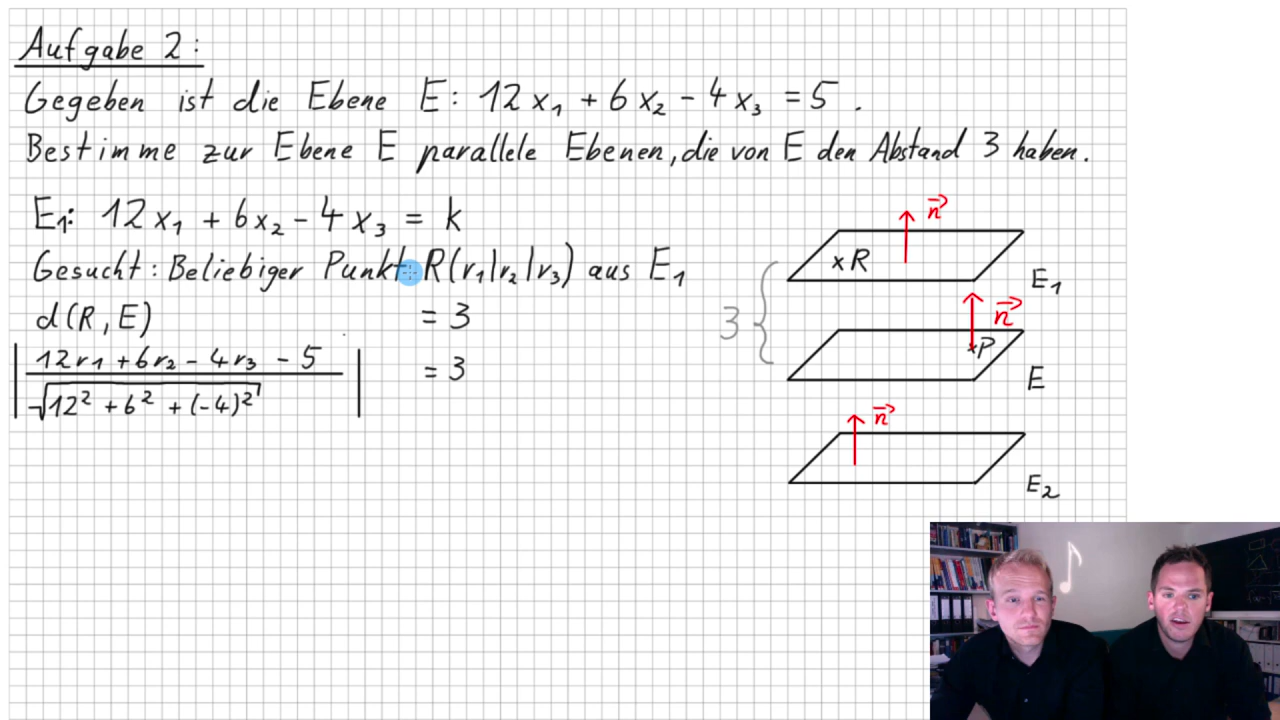 Aufgabe 2:
Gegeben ist die Ebene E: 12x₁ + 6x₂ - 4x₃ = 5.
Bestimme zur Ebene E parallele Ebenen, die von E den Abstand 3 haben.
E₁: 12x₁ + 6x₂ - 4x₃ = k
Gesucht: Beliebiger Punkt R(r₁|r₂|r₃) aus E₁
d(R, E) = 3
|12r₁ + 6r₂ - 4r₃ - 5 / √12² + 6² + (-4)²| = 3
n⃗
xR
E₁
3
n⃗
xP
E
n⃗
E₂